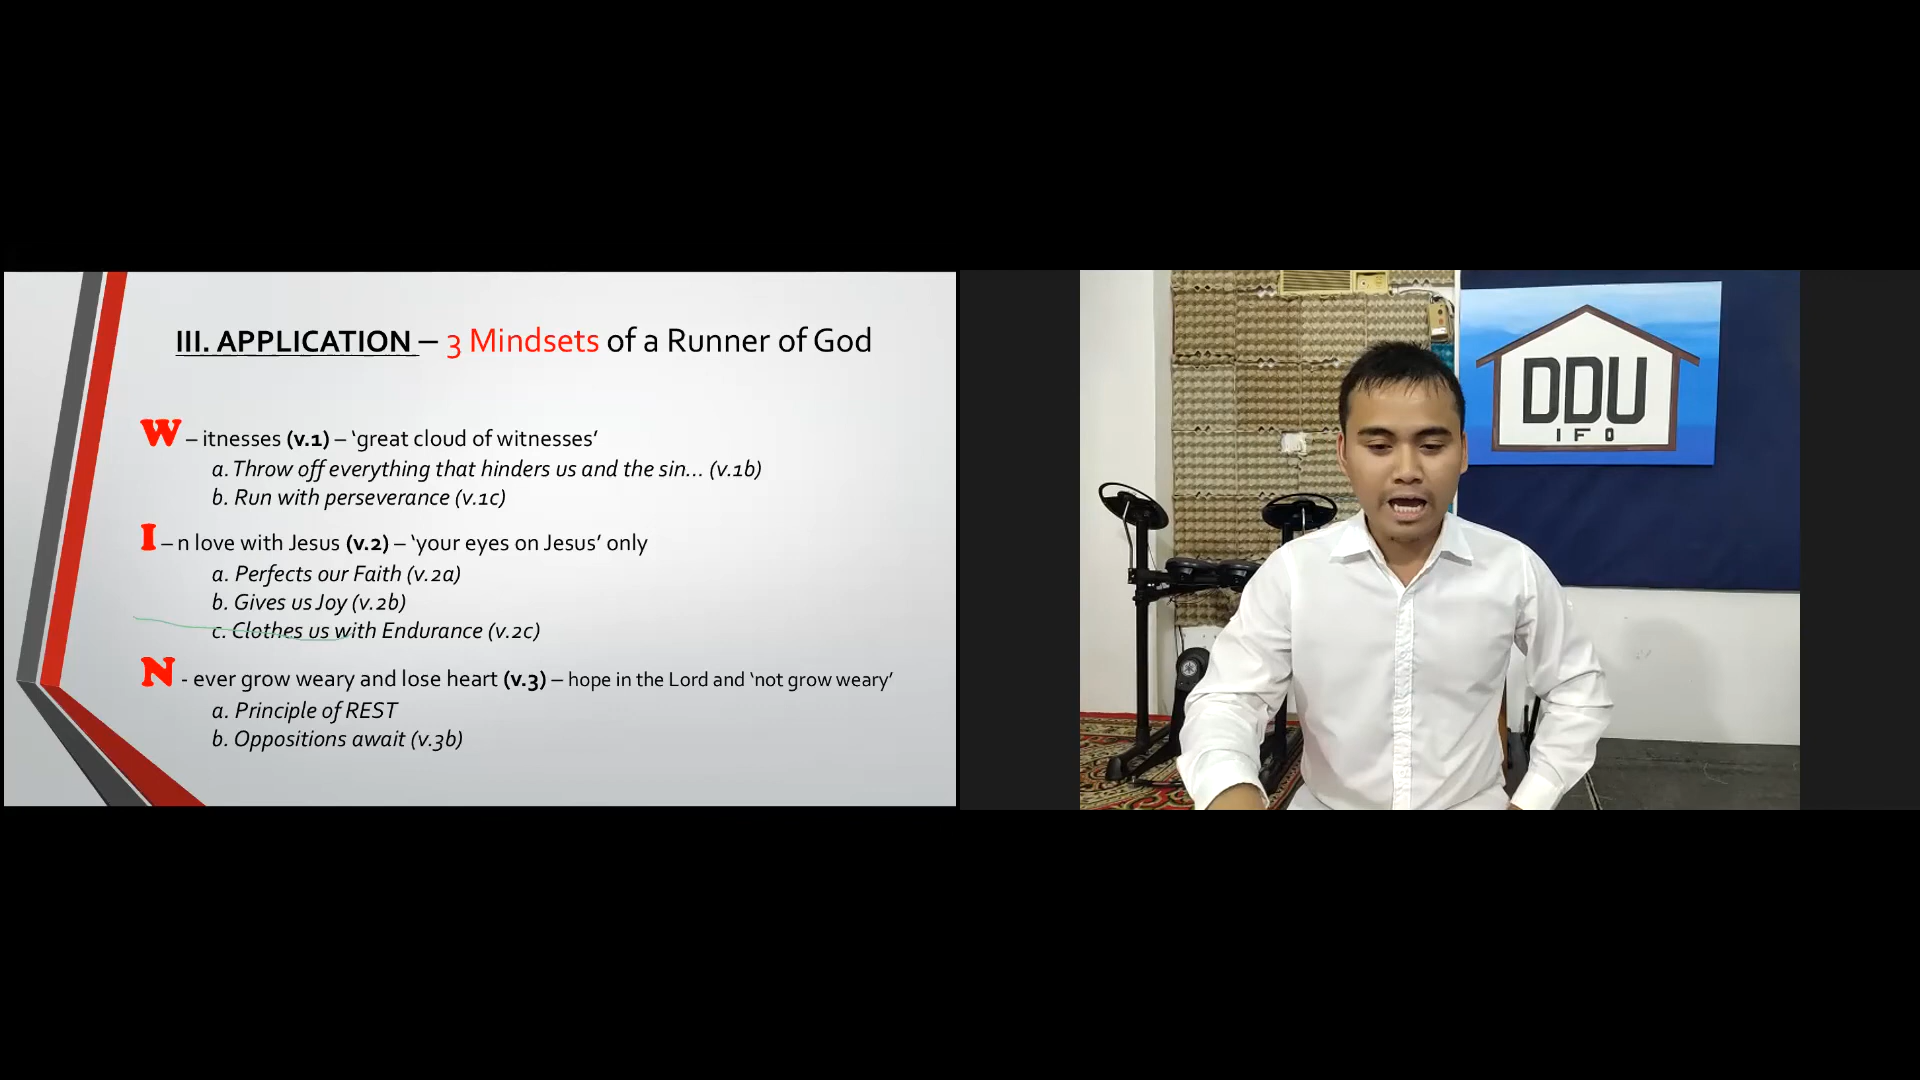 III. APPLICATION – 3 Mindsets of a Runner of God
W – itnesses (v.1) – ‘great cloud of witnesses’
a. Throw off everything that hinders us and the sin... (v.1b)
b. Run with perseverance (v.1c)
I – n love with Jesus (v.2) – ‘your eyes on Jesus’ only
a. Perfects our Faith (v.2a)
b. Gives us Joy (v.2b)
c. Clothes us with Endurance (v.2c)
N - ever grow weary and lose heart (v.3) – hope in the Lord and ‘not grow weary’
a. Principle of REST
b. Oppositions await (v.3b)
DDU
IFO